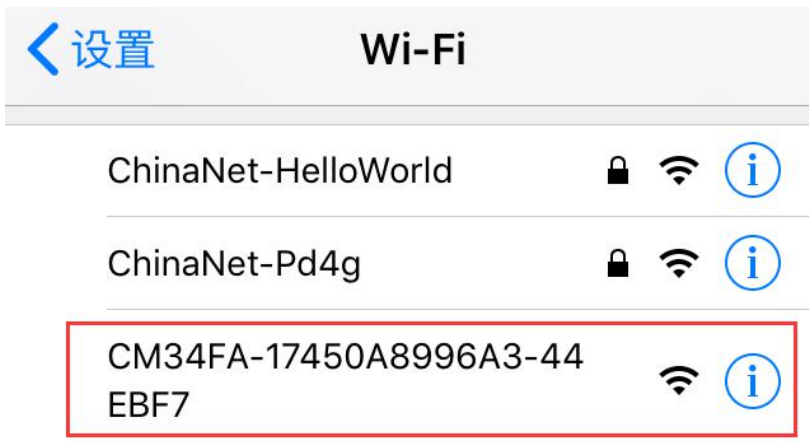 设置
Wi-Fi
ChinaNet-HelloWorld
ChinaNet-Pd4g
CM34FA-17450A8996A3-44
EBF7